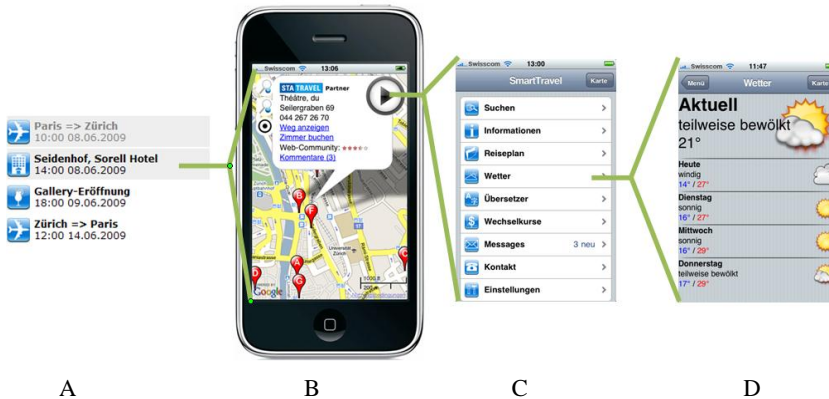 Paris => Zürich
10:00 08.06.2009
Seidenhof, Sorell Hotel
14:00 08.06.2009
Gallery-Eröffnung
18:00 09.06.2009
Zürich => Paris
12:00 14.06.2009
Swisscom 13:06
STA TRAVEL Partner
Théâtre, du
Seilergraben 69
044 267 26 70
Weg anzeigen
Zimmer buchen
Web-Community:
Kommentare (3)
B
F
A
G
D
C
Universität
Zürich
1000 ft
200 m
Google
Swisscom 13:00
SmartTravel Karte
Suchen
Informationen
Reiseplan
Wetter
Übersetzer
Wechselkurse
Messages 3 neu
Kontakt
Einstellungen
Swisscom 11:47
Menü Wetter Karte
Aktuell
teilweise bewölkt
21°
Heute
windig
14° / 27°
Dienstag
sonnig
16° / 27°
Mittwoch
sonnig
16° / 29°
Donnerstag
teilweise bewölkt
17° / 29°
A B C D